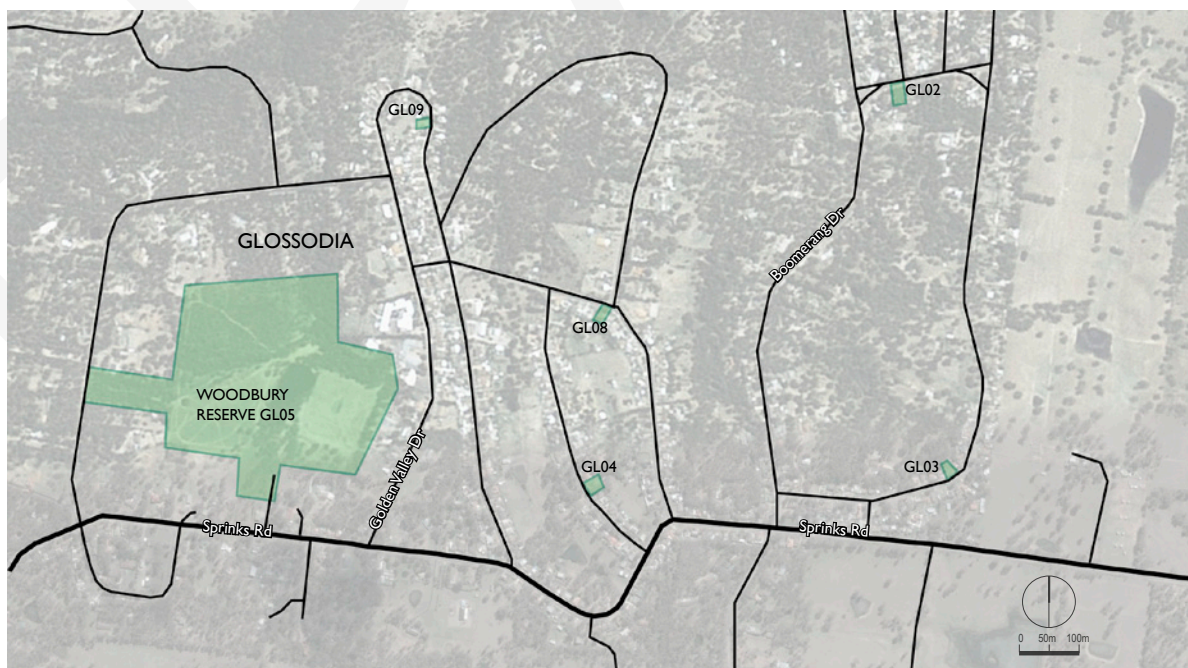 GL02
GL09
Boomerang Dr
GLOSSODIA
GL08
WOODBURY
RESERVE GL05
Golden Valley Dr
GL04
GL03
Sprinks Rd
Sprinks Rd
0 50m 100m